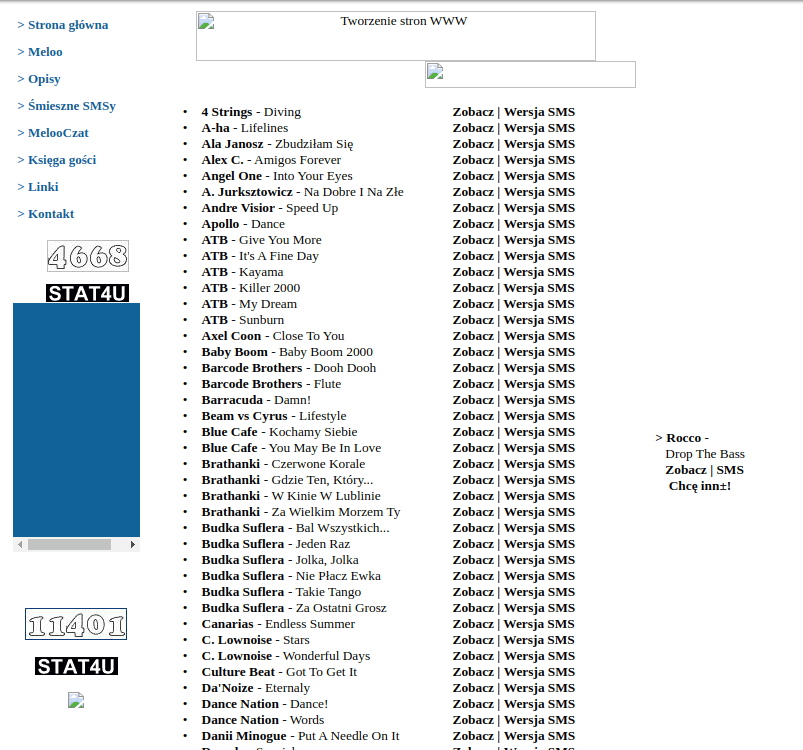 > Strona główna
> Meloo
> Opisy
> Śmieszne SMSy
> MelooCzat
> Księga gości
> Linki
> Kontakt
4668
STAT4U
11401
STAT4U
Tworzenie stron WWW
• 4 Strings - Diving Zobacz | Wersja SMS
• A-ha - Lifelines Zobacz | Wersja SMS
• Ala Janosz - Zbudziłam Się Zobacz | Wersja SMS
• Alex C. - Amigos Forever Zobacz | Wersja SMS
• Angel One - Into Your Eyes Zobacz | Wersja SMS
• A. Jurksztowicz - Na Dobre I Na Złe Zobacz | Wersja SMS
• Andre Visior - Speed Up Zobacz | Wersja SMS
• Apollo - Dance Zobacz | Wersja SMS
• ATB - Give You More Zobacz | Wersja SMS
• ATB - It's A Fine Day Zobacz | Wersja SMS
• ATB - Kayama Zobacz | Wersja SMS
• ATB - Killer 2000 Zobacz | Wersja SMS
• ATB - My Dream Zobacz | Wersja SMS
• ATB - Sunburn Zobacz | Wersja SMS
• Axel Coon - Close To You Zobacz | Wersja SMS
• Baby Boom - Baby Boom 2000 Zobacz | Wersja SMS
• Barcode Brothers - Dooh Dooh Zobacz | Wersja SMS
• Barcode Brothers - Flute Zobacz | Wersja SMS
• Barracuda - Damn! Zobacz | Wersja SMS
• Beam vs Cyrus - Lifestyle Zobacz | Wersja SMS
• Blue Cafe - Kochamy Siebie Zobacz | Wersja SMS
• Blue Cafe - You May Be In Love Zobacz | Wersja SMS
• Brathanki - Czerwone Korale Zobacz | Wersja SMS
• Brathanki - Gdzie Ten, Który... Zobacz | Wersja SMS
• Brathanki - W Kinie W Lublinie Zobacz | Wersja SMS
• Brathanki - Za Wielkim Morzem Ty Zobacz | Wersja SMS
• Budka Suflera - Bal Wszystkich... Zobacz | Wersja SMS
• Budka Suflera - Jeden Raz Zobacz | Wersja SMS
• Budka Suflera - Jolka, Jolka Zobacz | Wersja SMS
• Budka Suflera - Nie Płacz Ewka Zobacz | Wersja SMS
• Budka Suflera - Takie Tango Zobacz | Wersja SMS
• Budka Suflera - Za Ostatni Grosz Zobacz | Wersja SMS
• Canarias - Endless Summer Zobacz | Wersja SMS
• C. Lownoise - Stars Zobacz | Wersja SMS
• C. Lownoise - Wonderful Days Zobacz | Wersja SMS
• Culture Beat - Got To Get It Zobacz | Wersja SMS
• Da'Noize - Eternaly Zobacz | Wersja SMS
• Dance Nation - Dance! Zobacz | Wersja SMS
• Dance Nation - Words Zobacz | Wersja SMS
• Danii Minogue - Put A Needle On It Zobacz | Wersja SMS
> Rocco -
Drop The Bass
Zobacz | SMS
Chcę inn±!